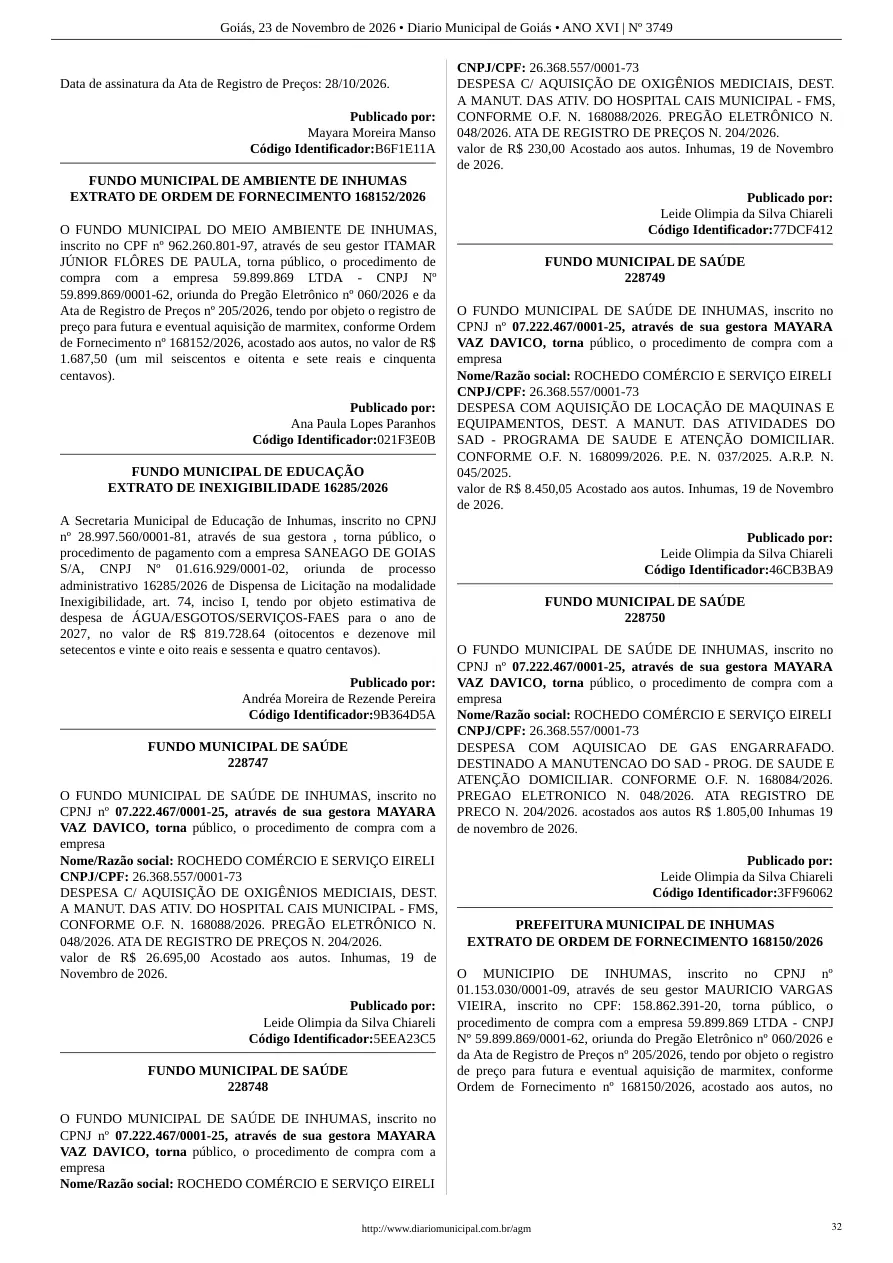 Goiás, 23 de Novembro de 2026 • Diario Municipal de Goiás • ANO XVI | Nº 3749
Data de assinatura da Ata de Registro de Preços: 28/10/2026.
Publicado por:
Mayara Moreira Manso
Código Identificador:B6F1E11A
FUNDO MUNICIPAL DE AMBIENTE DE INHUMAS
EXTRATO DE ORDEM DE FORNECIMENTO 168152/2026
O FUNDO MUNICIPAL DO MEIO AMBIENTE DE INHUMAS,
inscrito no CPF nº 962.260.801-97, através de seu gestor ITAMAR
JÚNIOR FLÔRES DE PAULA, torna público, o procedimento de
compra com a empresa 59.899.869 LTDA - CNPJ Nº
59.899.869/0001-62, oriunda do Pregão Eletrônico nº 060/2026 e da
Ata de Registro de Preços nº 205/2026, tendo por objeto o registro de
preço para futura e eventual aquisição de marmitex, conforme Ordem
de Fornecimento nº 168152/2026, acostado aos autos, no valor de R$
1.687,50 (um mil seiscentos e oitenta e sete reais e cinquenta
centavos).
Publicado por:
Ana Paula Lopes Paranhos
Código Identificador:021F3E0B
FUNDO MUNICIPAL DE EDUCAÇÃO
EXTRATO DE INEXIGIBILIDADE 16285/2026
A Secretaria Municipal de Educação de Inhumas, inscrito no CPNJ
nº 28.997.560/0001-81, através de sua gestora , torna público, o
procedimento de pagamento com a empresa SANEAGO DE GOIAS
S/A, CNPJ Nº 01.616.929/0001-02, oriunda de processo
administrativo 16285/2026 de Dispensa de Licitação na modalidade
Inexigibilidade, art. 74, inciso I, tendo por objeto estimativa de
despesa de ÁGUA/ESGOTOS/SERVIÇOS-FAES para o ano de
2027, no valor de R$ 819.728.64 (oitocentos e dezenove mil
setecentos e vinte e oito reais e sessenta e quatro centavos).
Publicado por:
Andréa Moreira de Rezende Pereira
Código Identificador:9B364D5A
FUNDO MUNICIPAL DE SAÚDE
228747
O FUNDO MUNICIPAL DE SAÚDE DE INHUMAS, inscrito no
CPNJ nº 07.222.467/0001-25, através de sua gestora MAYARA
VAZ DAVICO, torna público, o procedimento de compra com a
empresa
Nome/Razão social: ROCHEDO COMÉRCIO E SERVIÇO EIRELI
CNPJ/CPF: 26.368.557/0001-73
DESPESA C/ AQUISIÇÃO DE OXIGÊNIOS MEDICIAIS, DEST.
A MANUT. DAS ATIV. DO HOSPITAL CAIS MUNICIPAL - FMS,
CONFORME O.F. N. 168088/2026. PREGÃO ELETRÔNICO N.
048/2026. ATA DE REGISTRO DE PREÇOS N. 204/2026.
valor de R$ 26.695,00 Acostado aos autos. Inhumas, 19 de
Novembro de 2026.
Publicado por:
Leide Olimpia da Silva Chiareli
Código Identificador:5EEA23C5
FUNDO MUNICIPAL DE SAÚDE
228748
O FUNDO MUNICIPAL DE SAÚDE DE INHUMAS, inscrito no
CPNJ nº 07.222.467/0001-25, através de sua gestora MAYARA
VAZ DAVICO, torna público, o procedimento de compra com a
empresa
Nome/Razão social: ROCHEDO COMÉRCIO E SERVIÇO EIRELI
CNPJ/CPF: 26.368.557/0001-73
DESPESA C/ AQUISIÇÃO DE OXIGÊNIOS MEDICIAIS, DEST.
A MANUT. DAS ATIV. DO HOSPITAL CAIS MUNICIPAL - FMS,
CONFORME O.F. N. 168088/2026. PREGÃO ELETRÔNICO N.
048/2026. ATA DE REGISTRO DE PREÇOS N. 204/2026.
valor de R$ 230,00 Acostado aos autos. Inhumas, 19 de Novembro
de 2026.
Publicado por:
Leide Olimpia da Silva Chiareli
Código Identificador:77DCF412
FUNDO MUNICIPAL DE SAÚDE
228749
O FUNDO MUNICIPAL DE SAÚDE DE INHUMAS, inscrito no
CPNJ nº 07.222.467/0001-25, através de sua gestora MAYARA
VAZ DAVICO, torna público, o procedimento de compra com a
empresa
Nome/Razão social: ROCHEDO COMÉRCIO E SERVIÇO EIRELI
CNPJ/CPF: 26.368.557/0001-73
DESPESA COM AQUISIÇÃO DE LOCAÇÃO DE MAQUINAS E
EQUIPAMENTOS, DEST. A MANUT. DAS ATIVIDADES DO
SAD - PROGRAMA DE SAUDE E ATENÇÃO DOMICILIAR.
CONFORME O.F. N. 168099/2026. P.E. N. 037/2025. A.R.P. N.
045/2025.
valor de R$ 8.450,05 Acostado aos autos. Inhumas, 19 de Novembro
de 2026.
Publicado por:
Leide Olimpia da Silva Chiareli
Código Identificador:46CB3BA9
FUNDO MUNICIPAL DE SAÚDE
228750
O FUNDO MUNICIPAL DE SAÚDE DE INHUMAS, inscrito no
CPNJ nº 07.222.467/0001-25, através de sua gestora MAYARA
VAZ DAVICO, torna público, o procedimento de compra com a
empresa
Nome/Razão social: ROCHEDO COMÉRCIO E SERVIÇO EIRELI
CNPJ/CPF: 26.368.557/0001-73
DESPESA COM AQUISICAO DE GAS ENGARRAFADO.
DESTINADO A MANUTENCAO DO SAD - PROG. DE SAUDE E
ATENÇÃO DOMICILIAR. CONFORME O.F. N. 168084/2026.
PREGAO ELETRONICO N. 048/2026. ATA REGISTRO DE
PRECO N. 204/2026. acostados aos autos R$ 1.805,00 Inhumas 19
de novembro de 2026.
Publicado por:
Leide Olimpia da Silva Chiareli
Código Identificador:3FF96062
PREFEITURA MUNICIPAL DE INHUMAS
EXTRATO DE ORDEM DE FORNECIMENTO 168150/2026
O MUNICIPIO DE INHUMAS, inscrito no CPNJ nº
01.153.030/0001-09, através de seu gestor MAURICIO VARGAS
VIEIRA, inscrito no CPF: 158.862.391-20, torna público, o
procedimento de compra com a empresa 59.899.869 LTDA - CNPJ
Nº 59.899.869/0001-62, oriunda do Pregão Eletrônico nº 060/2026 e
da Ata de Registro de Preços nº 205/2026, tendo por objeto o registro
de preço para futura e eventual aquisição de marmitex, conforme
Ordem de Fornecimento nº 168150/2026, acostado aos autos, no
http://www.diariomunicipal.com.br/agm
32